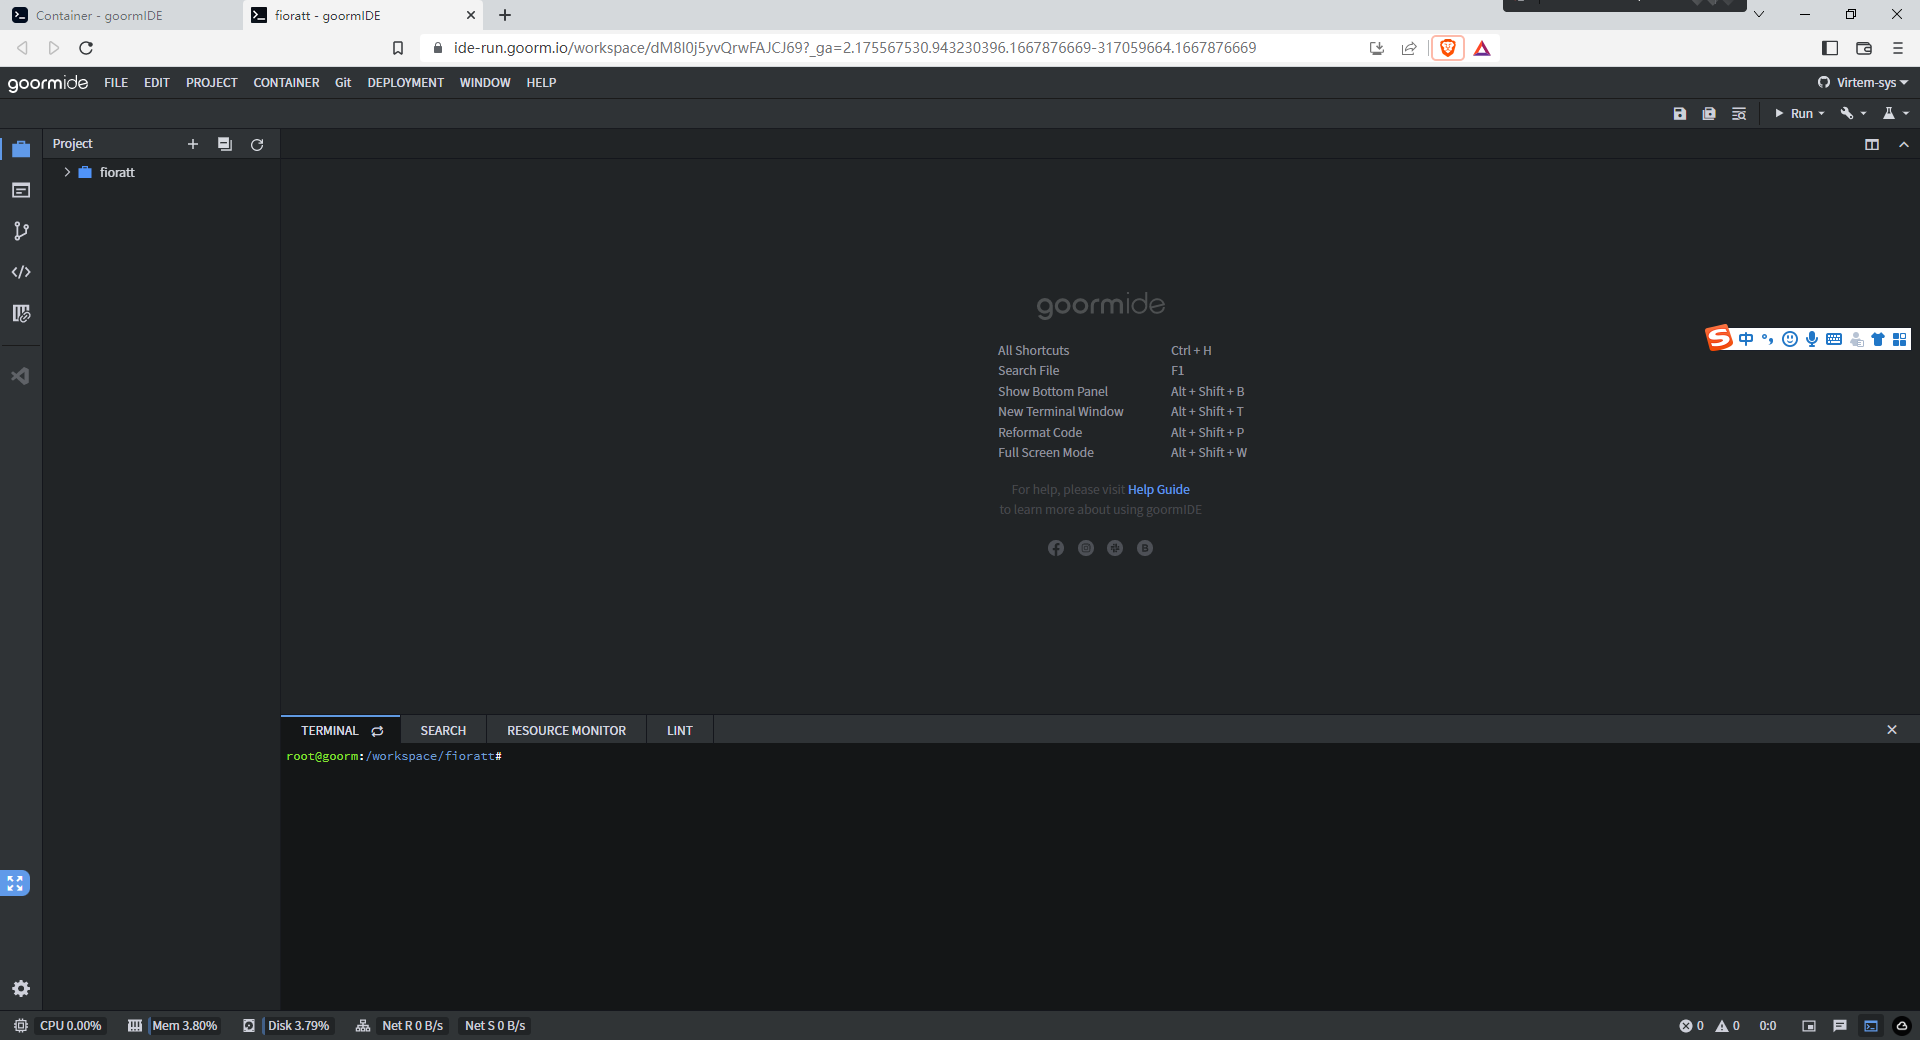 Container - goormIDE
fioratt - goormIDE
ide-run.goorm.io/workspace/dM8l0j5yvQrwFAJCJ69?_ga=2.175567530.943230396.1667876669-317059664.1667876669
goormide FILE EDIT PROJECT CONTAINER Git DEPLOYMENT WINDOW HELP
Virtem-sys
Run
Project
fioratt
goormide
All Shortcuts Ctrl + H
Search File F1
Show Bottom Panel Alt + Shift + B
New Terminal Window Alt + Shift + T
Reformat Code Alt + Shift + P
Full Screen Mode Alt + Shift + W
For help, please visit Help Guide
to learn more about using goormIDE
S 中
TERMINAL SEARCH RESOURCE MONITOR LINT
root@goorm:/workspace/fioratt#
CPU 0.00% Mem 3.80% Disk 3.79% Net R 0 B/s Net S 0 B/s
0 0 0:0